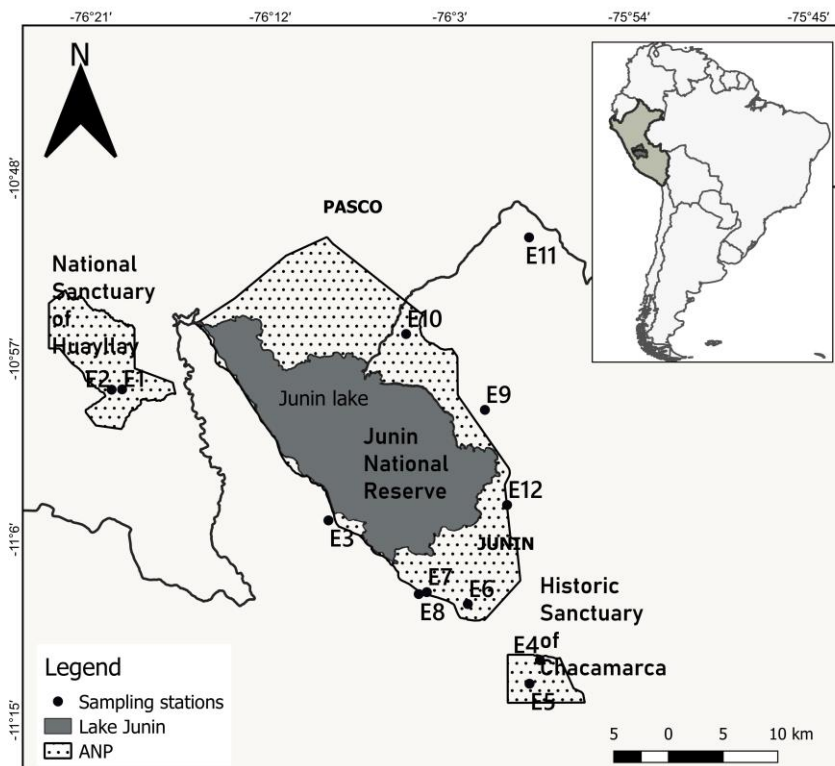 -76°21' -76°12' -76°3' -75°54' -75°45'
N
-10°48'
PASCO
E11
National
Sanctuary
of
Huayllay
E10
-10°57'
E2 E1
Junin lake
E9
Junin
National
Reserve
E12
-11°6'
E3
JUNIN
E7
E8
E6
Historic
Sanctuary
of
Chacamarca
E4
E5
-11°15'
Legend
Sampling stations
Lake Junin
ANP
5 0 5 10 km